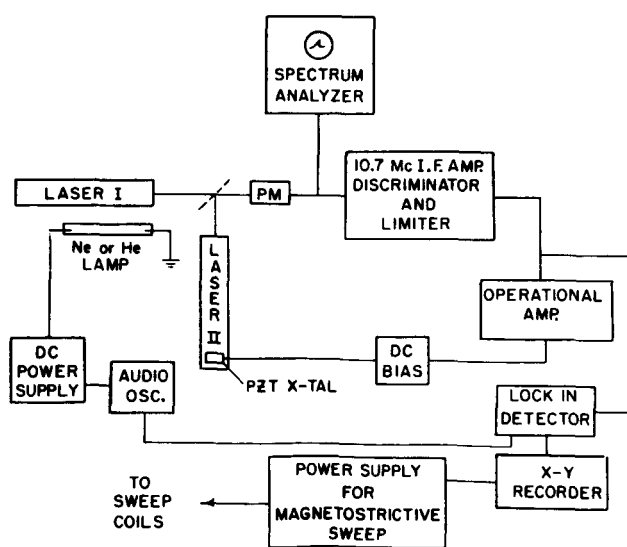 SPECTRUM
ANALYZER
10.7 Mc I.F. AMP.
DISCRIMINATOR
AND
LIMITER
LASER I
PM
Ne or He
LAMP
LASER II
OPERATIONAL
AMP.
DC
POWER
SUPPLY
AUDIO
OSC.
DC
BIAS
PZT X-TAL
LOCK IN
DETECTOR
TO
SWEEP
COILS
POWER SUPPLY
FOR
MAGNETOSTRICTIVE
SWEEP
X-Y
RECORDER